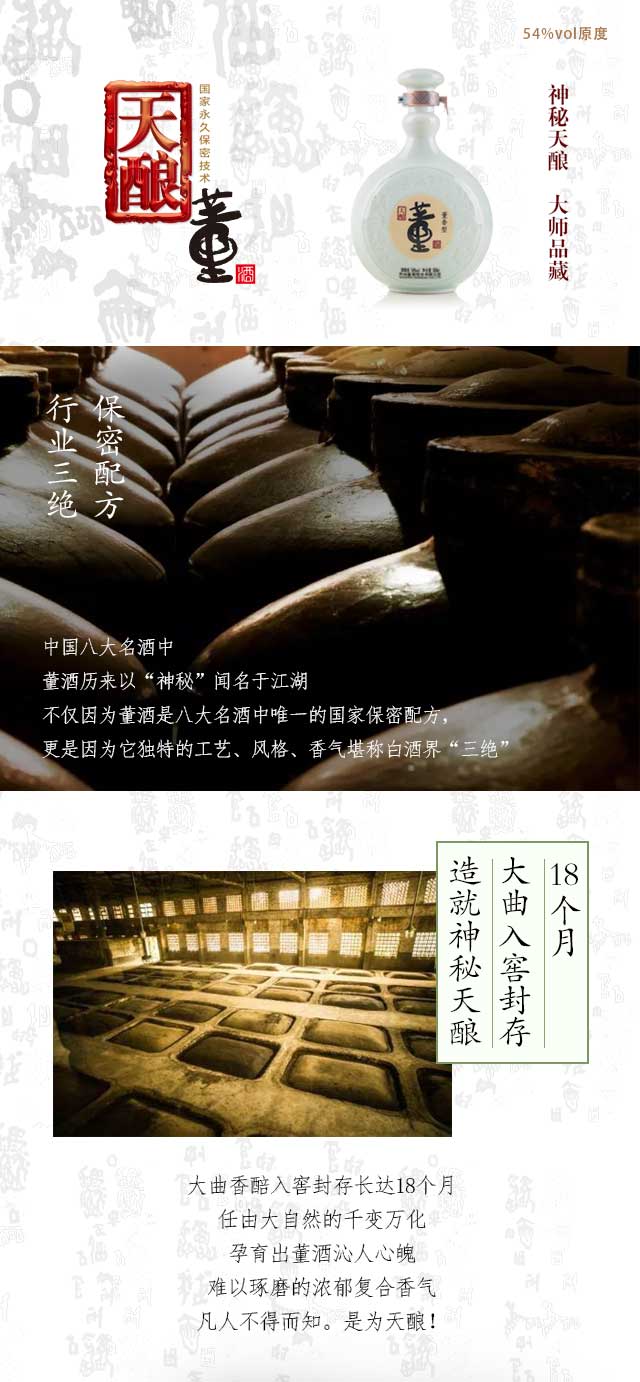 54%vol原度
天酿
国家永久保密技术
董
酒
天酿
董
董香型
神秘天酿 大师品藏
保密配方
行业三绝
中国八大名酒中
董酒历来以“神秘”闻名于江湖
不仅因为董酒是八大名酒中唯一的国家保密配方，
更是因为它独特的工艺、风格、香气堪称白酒界“三绝”
18个月
大曲入窖封存
造就神秘天酿
大曲香醅入窖封存长达18个月
任由大自然的千变万化
孕育出董酒沁人心魄
难以琢磨的浓郁复合香气
凡人不得而知。是为天酿！